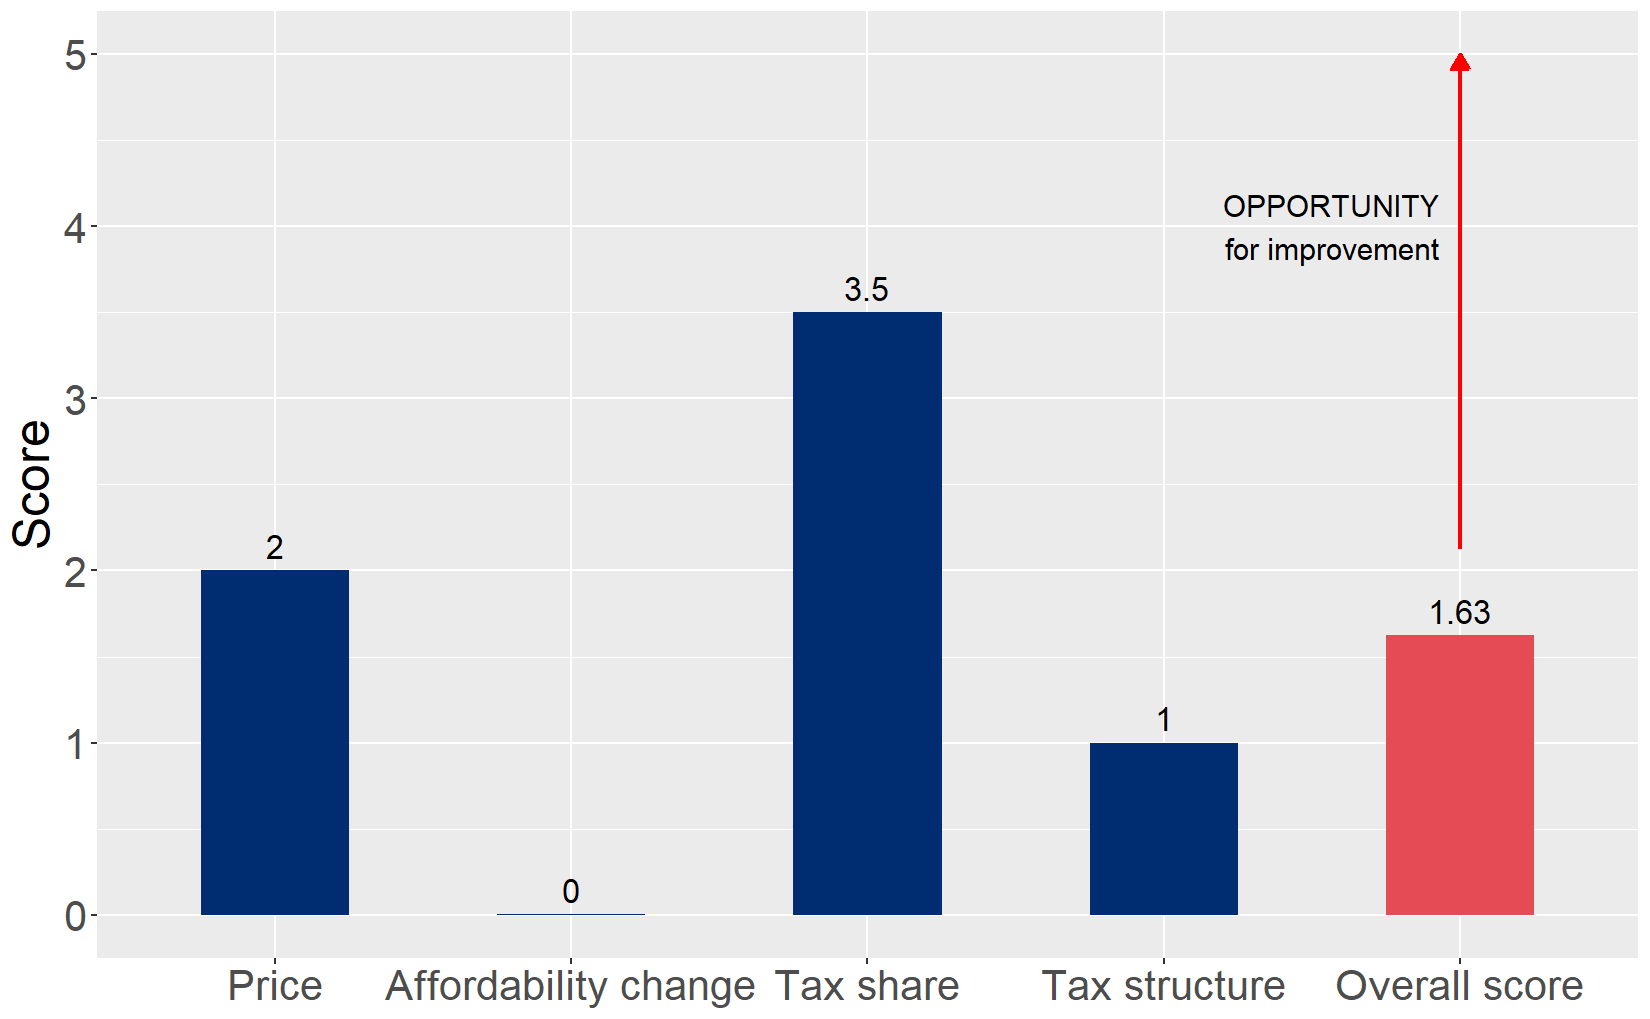 Score
5
4
3
2
1
0
2
0
3.5
1
1.63
OPPORTUNITY
for improvement
Price
Affordability change
Tax share
Tax structure
Overall score